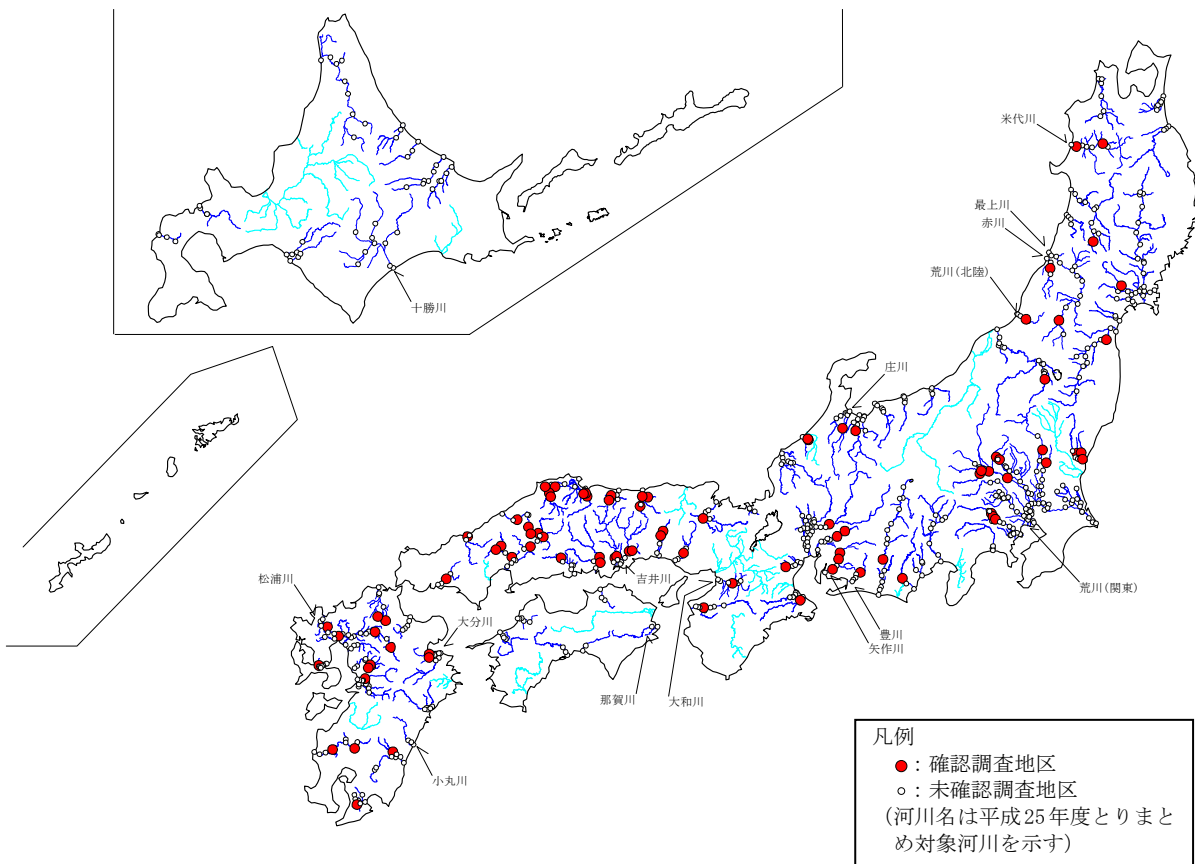 米代川
最上川
赤川
荒川(北陸)
十勝川
庄川
松浦川
大分川
吉井川
荒川(関東)
豊川
矢作川
那賀川
大和川
小丸川
凡例
：確認調査地区
：未確認調査地区
(河川名は平成25年度とりまと
め対象河川を示す)